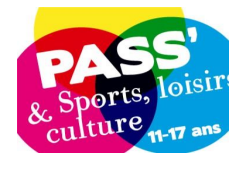 PASS'
& Sports, loisirs
culture 11-17 ans